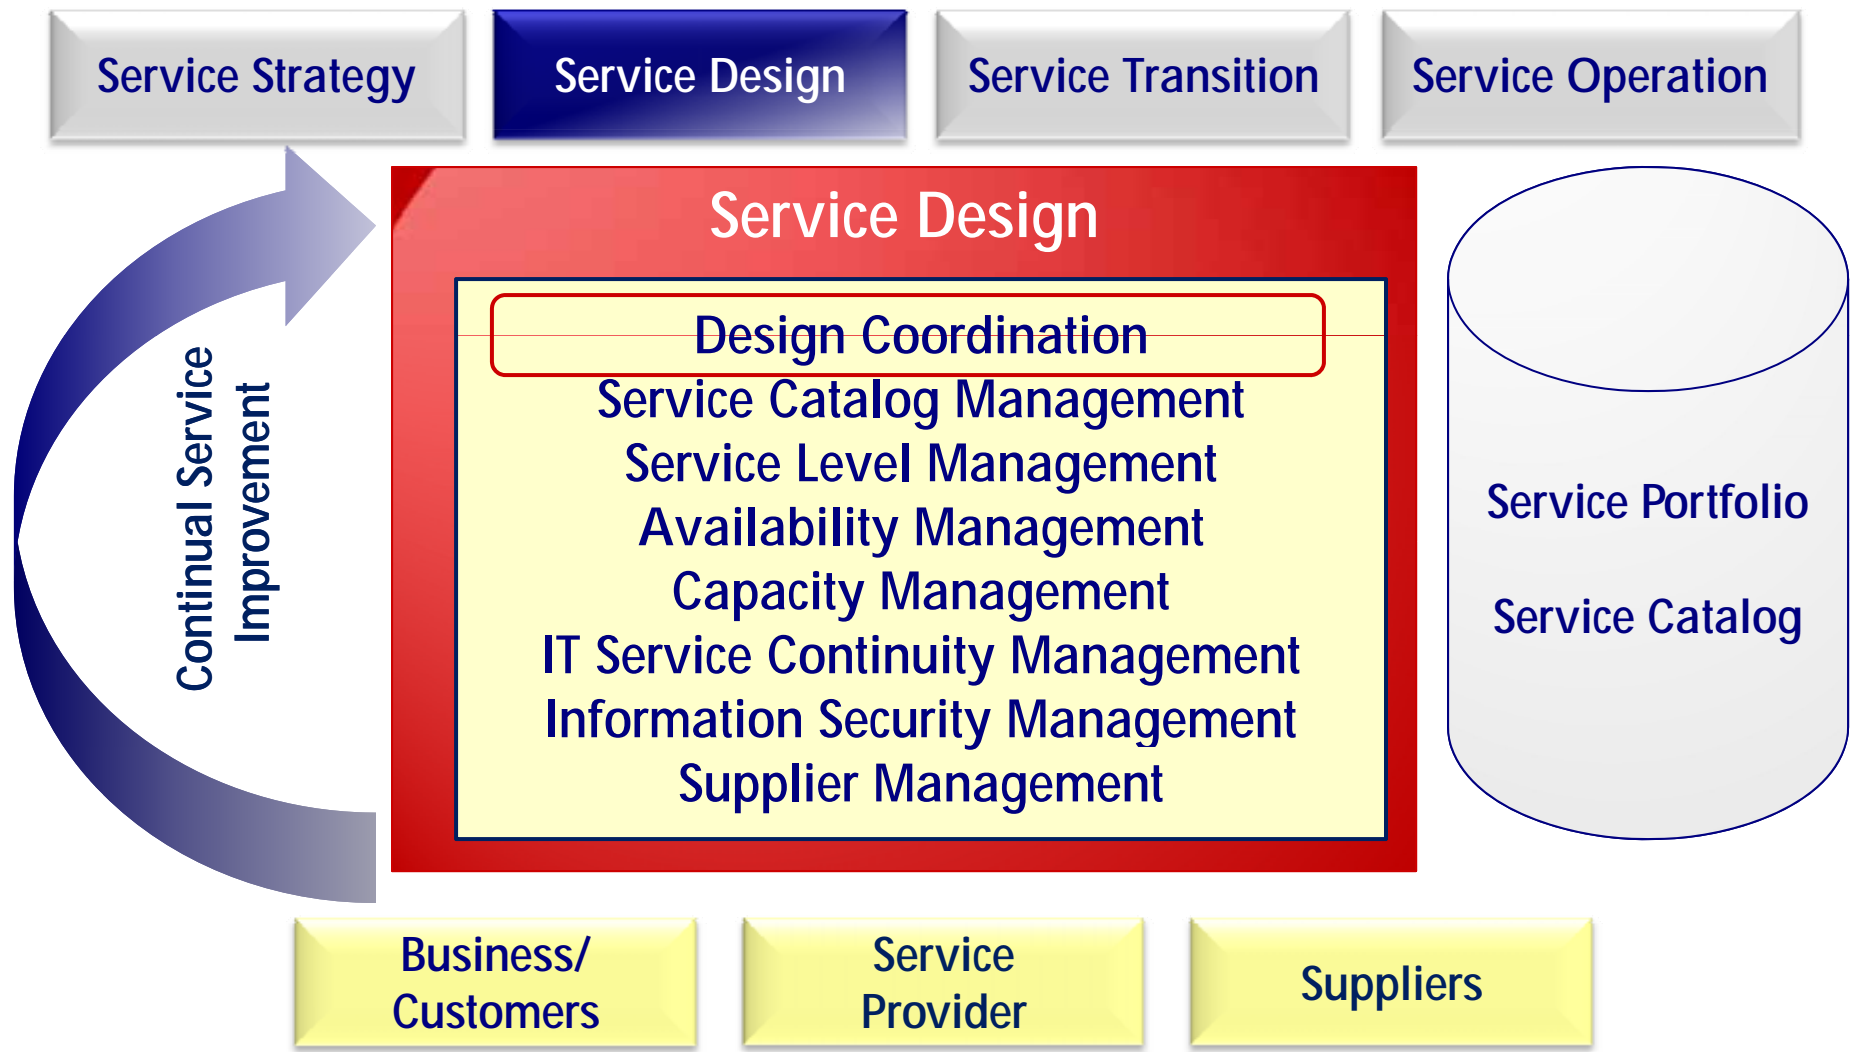 Service Strategy
Service Design
Service Transition
Service Operation
Continual Service
Improvement
Service Design
Design Coordination
Service Catalog Management
Service Level Management
Availability Management
Capacity Management
IT Service Continuity Management
Information Security Management
Supplier Management
Service Portfolio
Service Catalog
Business/
Customers
Service
Provider
Suppliers